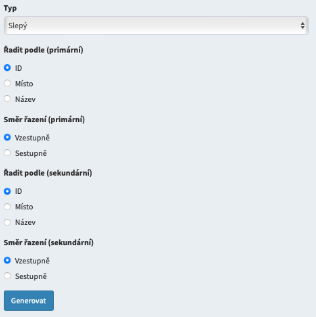 Typ
Slepý
Řadit podle (primární)
ID
Místo
Název
Směr řazení (primární)
Vzestupně
Sestupně
Řadit podle (sekundární)
ID
Místo
Název
Směr řazení (sekundární)
Vzestupně
Sestupně
Generovat